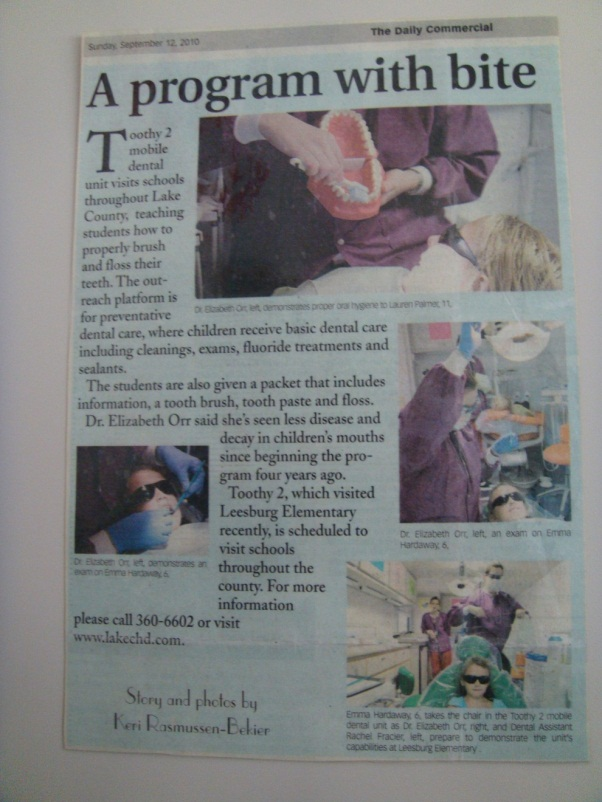 Sunday, September 12, 2010
The Daily Commercial
A program with bite
Toothy 2
mobile
dental
unit visits schools
throughout Lake
County, teaching
students how to
properly brush
and floss their
teeth. The out-
reach platform is
for preventative
dental care, where children receive basic dental care
including cleanings, exams, fluoride treatments and
sealants.
The students are also given a packet that includes
information, a tooth brush, tooth paste and floss.
Dr. Elizabeth Orr said she's seen less disease and
decay in children's mouths
since beginning the pro-
gram four years ago.
Toothy 2, which visited
Leesburg Elementary
recently, is scheduled to
visit schools
throughout the
county. For more
information
please call 360-6602 or visit
www.lakechd.com.
Story and photos by
Keri Rasmussen-Bekier
Dr. Elizabeth Orr, left, demonstrates proper oral hygiene to Lauren Palmer, 11,
Dr. Elizabeth Orr, left, an exam on Emma
Hardaway, 6,
Dr. Elizabeth Orr, left, demonstrates an
exam on Emma Hardaway, 6,
Emma Hardaway, 6, takes the chair in the Toothy 2 mobile
dental unit as Dr. Elizabeth Orr, right, and Dental Assistant
Rachel Frazier, left, prepare to demonstrate the unit's
capabilities at Leesburg Elementary .